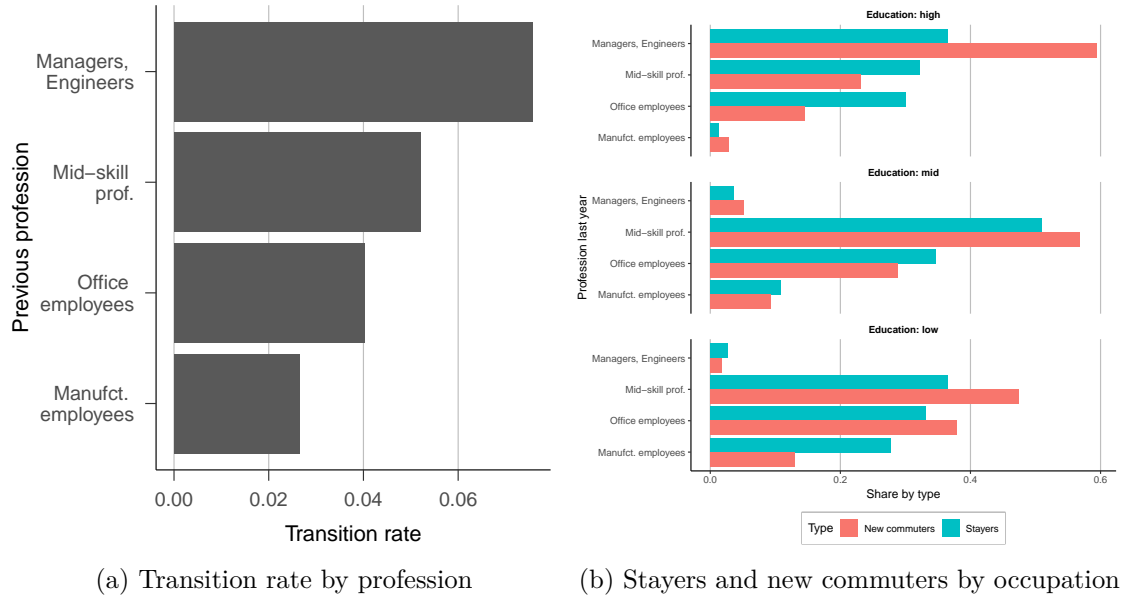 Previous profession
Managers,
Engineers
Mid−skill
prof.
Office
employees
Manufct.
employees
0.00 0.02 0.04 0.06
Transition rate
(a) Transition rate by profession
Profession last year
Education: high
Managers, Engineers
Mid−skill prof.
Office employees
Manufct. employees
Education: mid
Managers, Engineers
Mid−skill prof.
Office employees
Manufct. employees
Education: low
Managers, Engineers
Mid−skill prof.
Office employees
Manufct. employees
0.0 0.2 0.4 0.6
Share by type
Type New commuters Stayers
(b) Stayers and new commuters by occupation